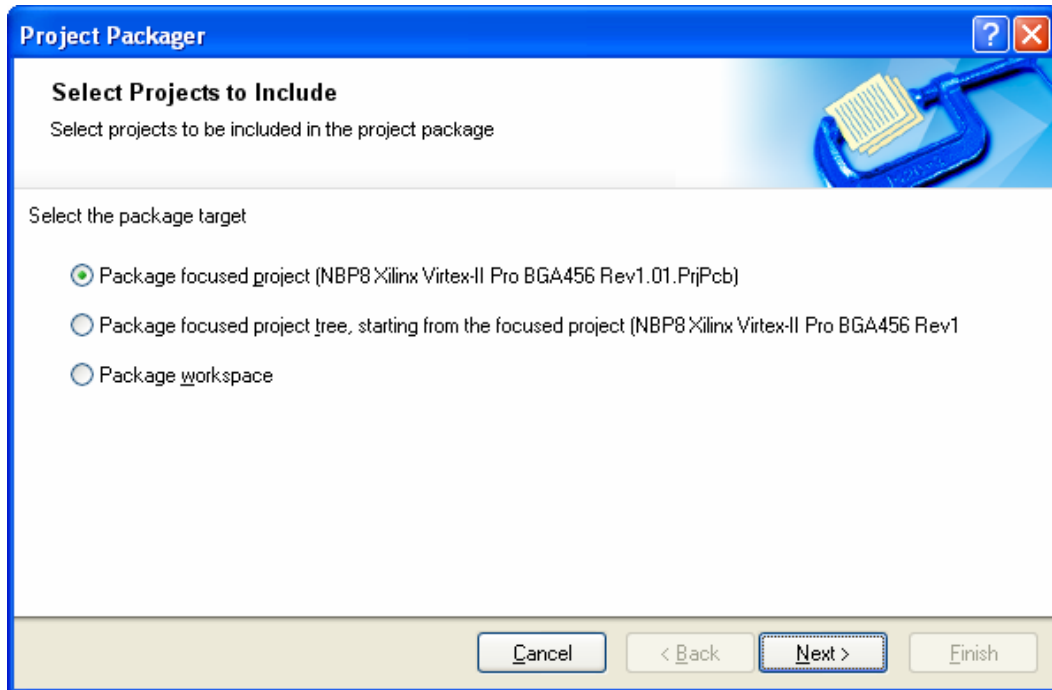 Project Packager
Select Projects to Include
Select projects to be included in the project package
Select the package target
Package focused project (NBP8 Xilinx Virtex-II Pro BGA456 Rev1.01.PrjPcb)
Package focused project tree, starting from the focused project (NBP8 Xilinx Virtex-II Pro BGA456 Rev1
Package workspace
Cancel < Back Next > Finish